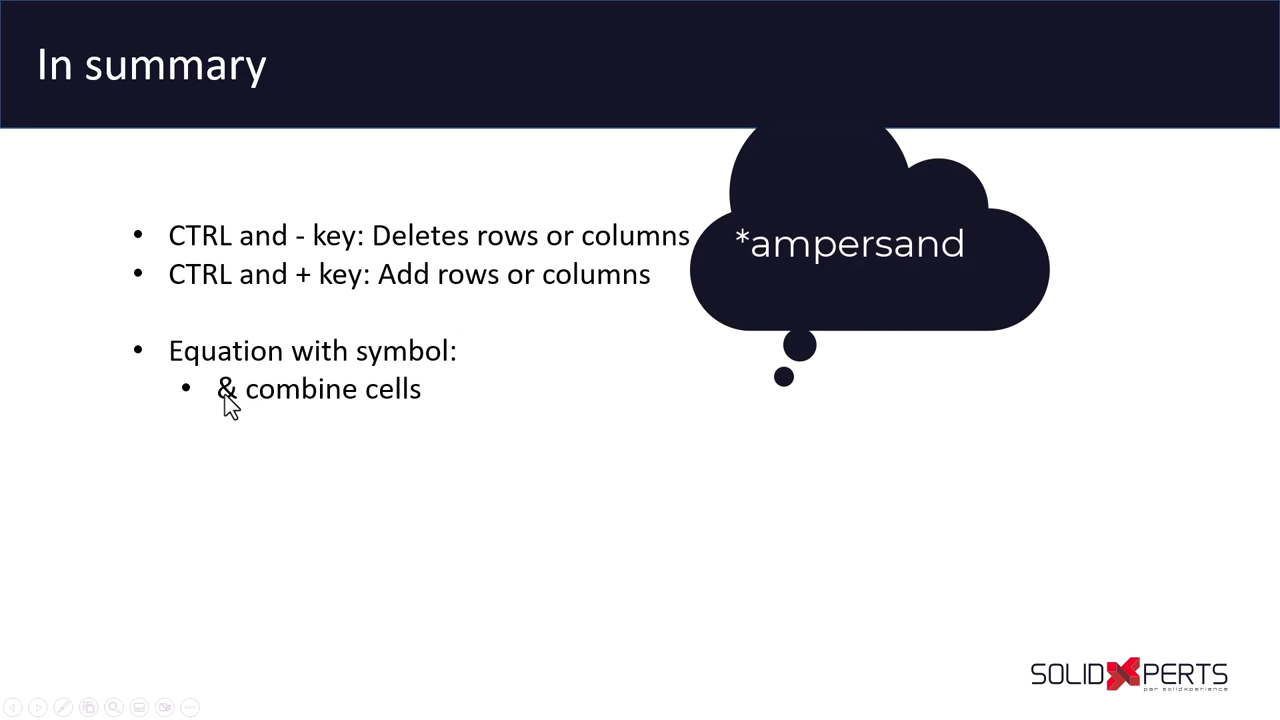 In summary
• CTRL and - key: Deletes rows or columns
• CTRL and + key: Add rows or columns
*ampersand
• Equation with symbol:
• & combine cells
SOLIDXPERTS
par solidxperience